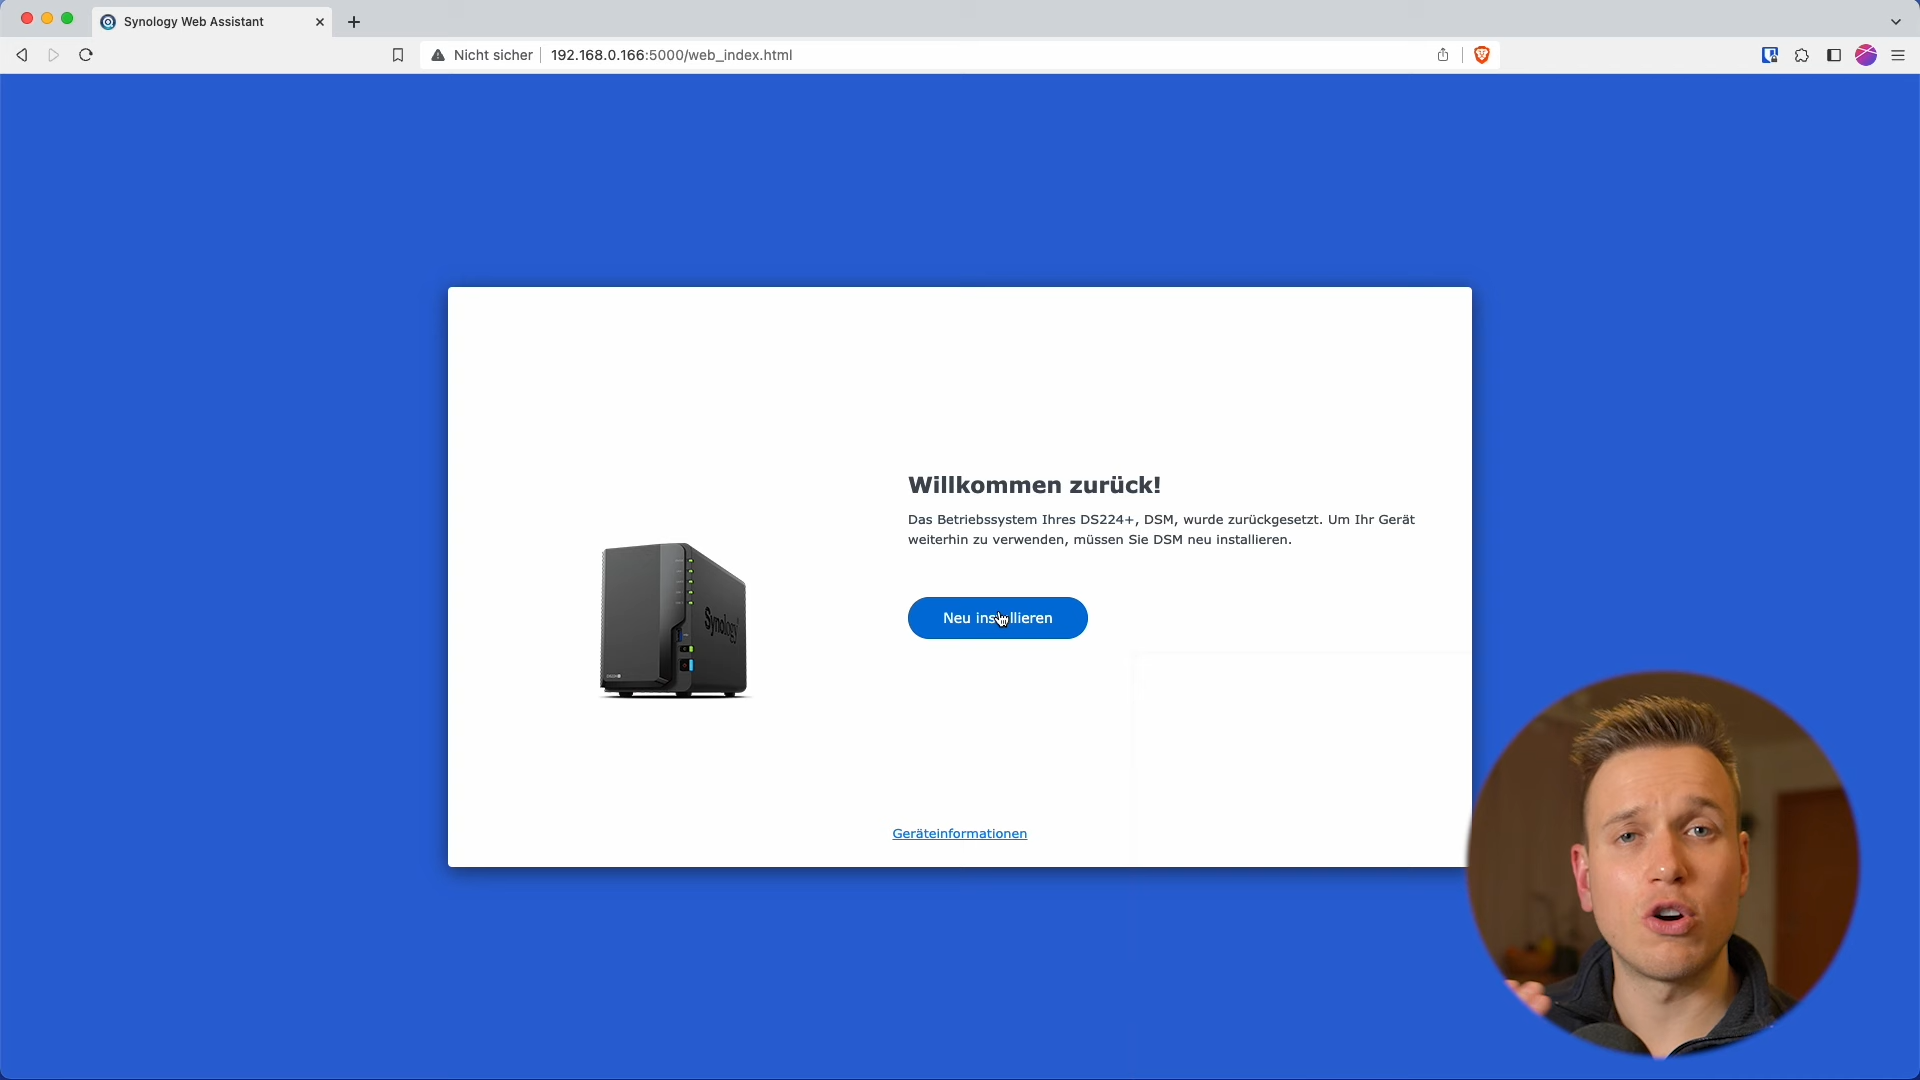 Synology Web Assistant
Nicht sicher
192.168.0.166:5000/web_index.html
Willkommen zurück!
Das Betriebssystem Ihres DS224+, DSM, wurde zurückgesetzt. Um Ihr Gerät
weiterhin zu verwenden, müssen Sie DSM neu installieren.
Synology
Neu installieren
Geräteinformationen